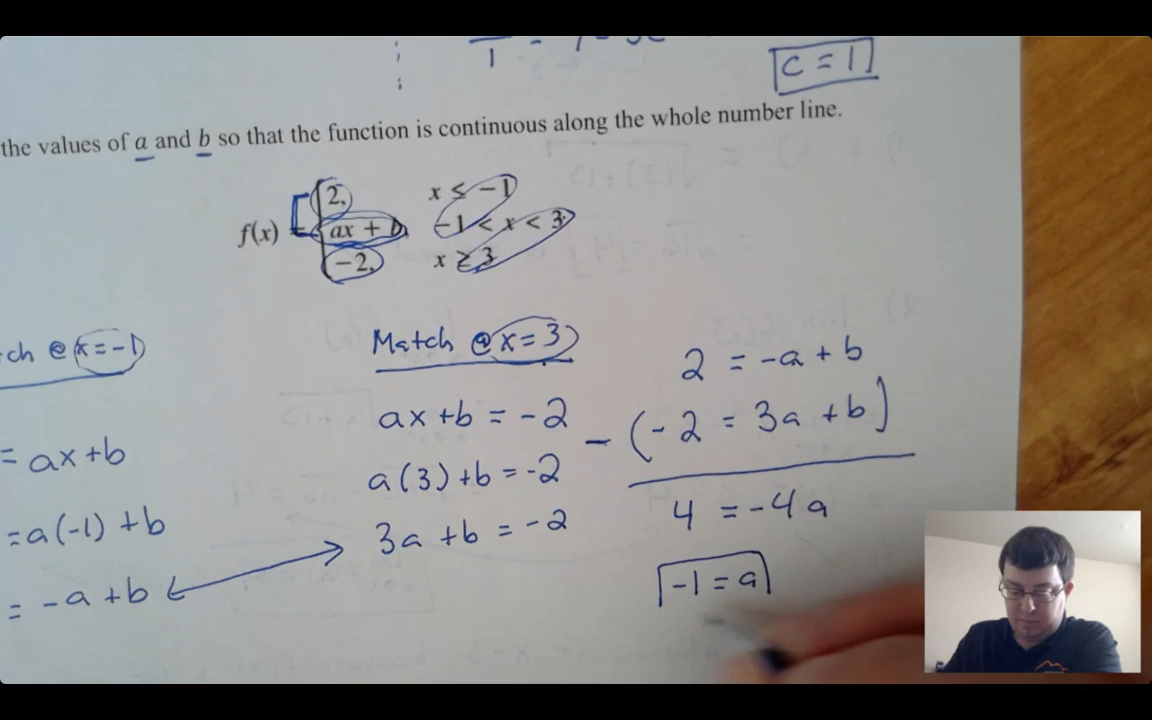 c = 1
the values of a and b so that the function is continuous along the whole number line.
2, x ≤ -1
f(x) = ax + b, -1 < x < 3
-2, x ≥ 3
@ x = -1
Match @ x = 3
= ax+b
= a(-1) + b
= -a + b
ax + b = -2
a(3) + b = -2
3a + b = -2
2 = -a + b
- (-2 = 3a + b)
4 = -4a
-1 = a